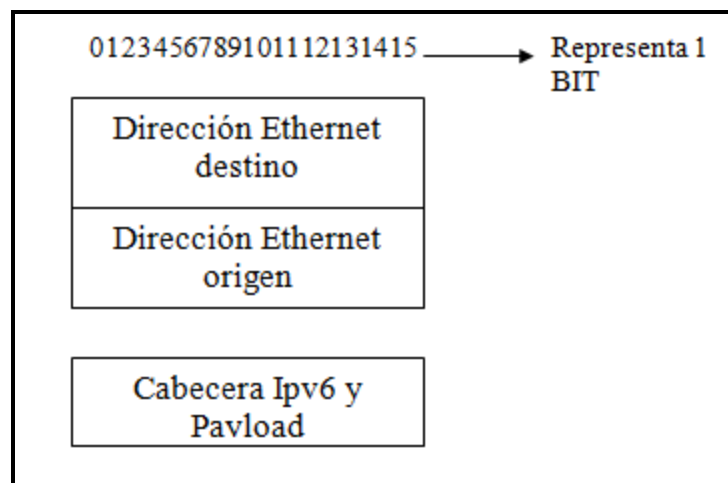 0123456789101112131415
Representa 1
BIT
Dirección Ethernet
destino
Dirección Ethernet
origen
Cabecera Ipv6 y
Pavload